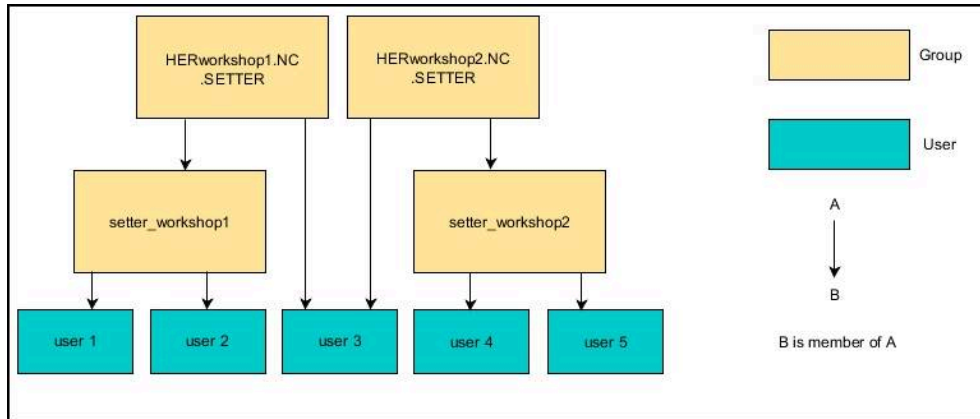 HERworkshop1.NC
.SETTER
HERworkshop2.NC
.SETTER
setter_workshop1
setter_workshop2
user 1
user 2
user 3
user 4
user 5
Group
User
A
B
B is member of A